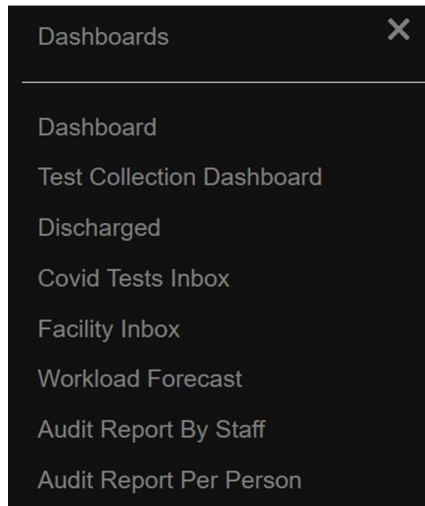 Dashboards
Dashboard
Test Collection Dashboard
Discharged
Covid Tests Inbox
Facility Inbox
Workload Forecast
Audit Report By Staff
Audit Report Per Person